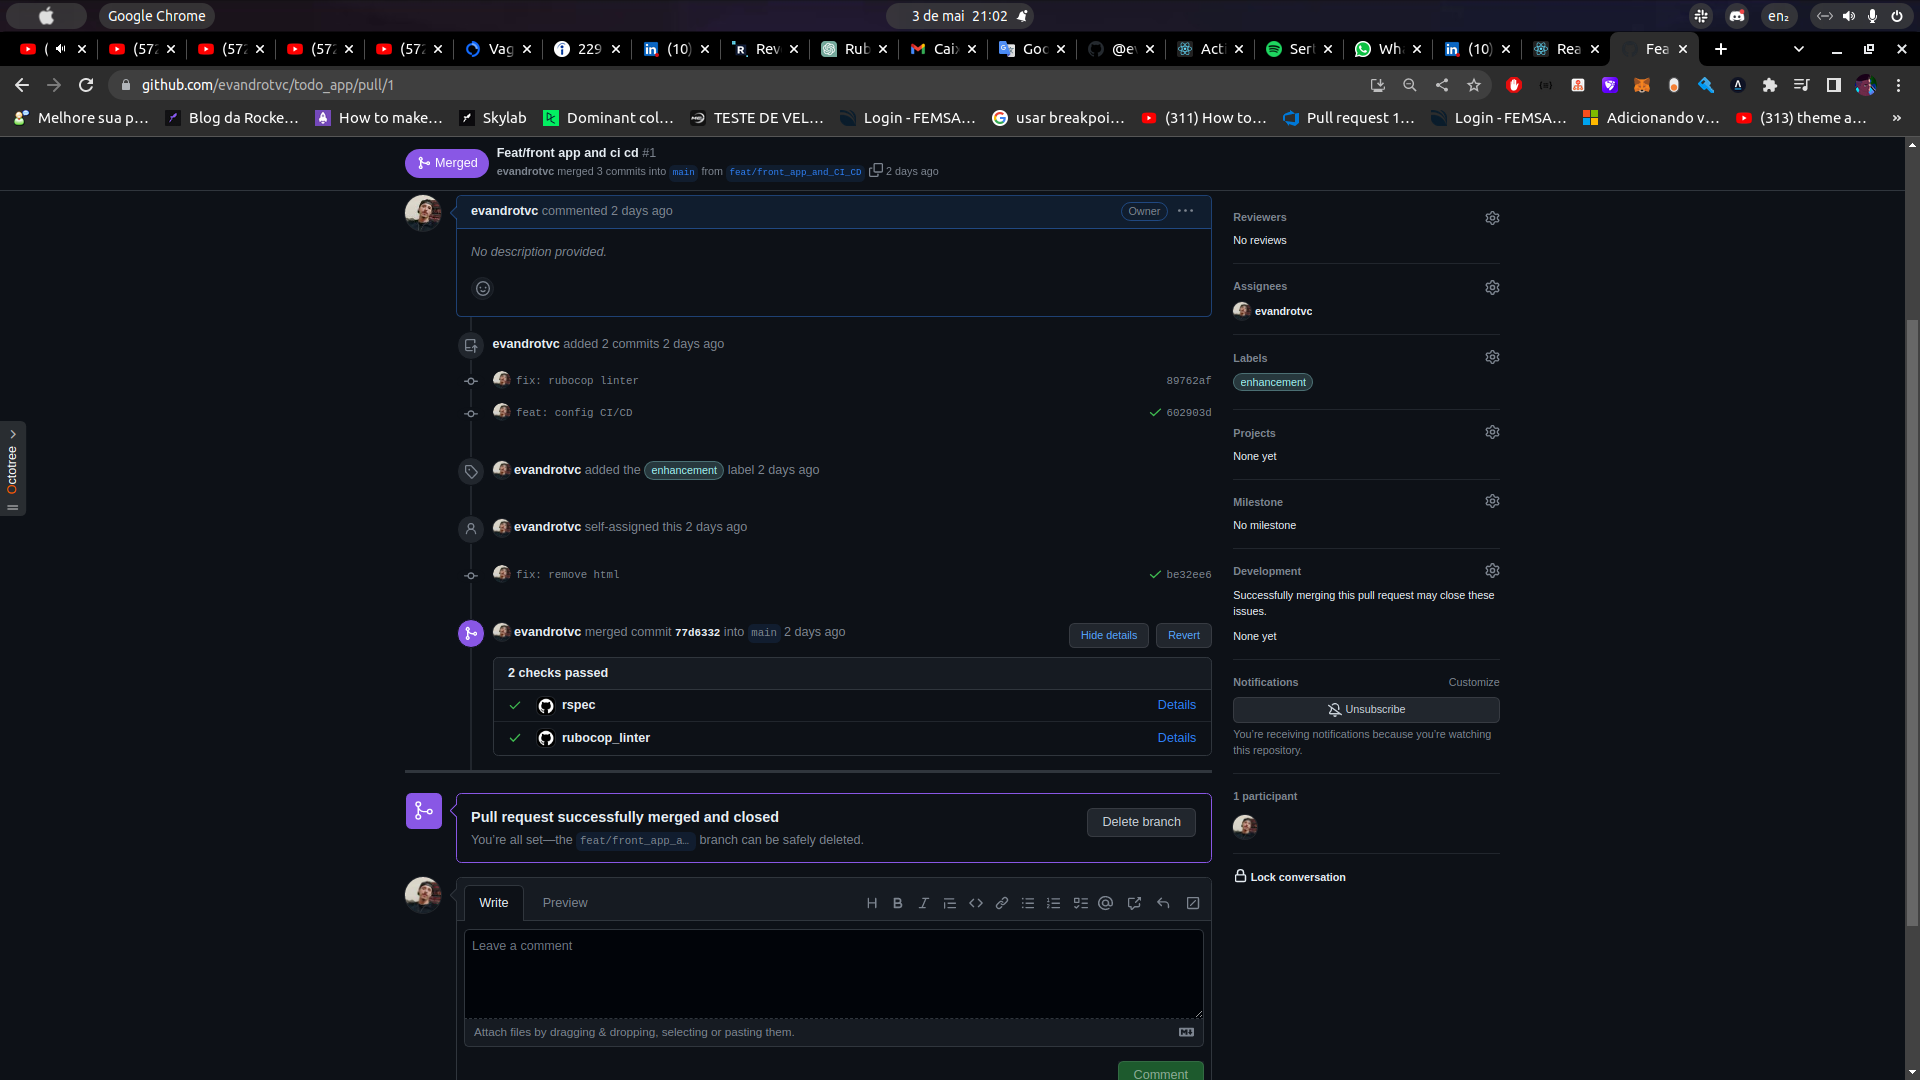 Google Chrome
3 de mai 21:02
en₂
(
(572
(572
(572
(572
Vag
229
(10)
Rev
Rub
Caix
Goo
@ev
Acti
Sert
Wha
(10)
Rea
Fea
github.com/evandrotvc/todo_app/pull/1
Melhore sua p...
Blog da Rocke...
How to make...
Skylab
Dominant col...
TESTE DE VEL...
Login - FEMSA...
usar breakpoi...
(311) How to...
Pull request 1...
Login - FEMSA...
Adicionando v...
(313) theme a...
»
Merged
Feat/front app and ci cd #1
evandrotvc merged 3 commits into main from feat/front_app_and_CI_CD 2 days ago
evandrotvc commented 2 days ago
Owner
No description provided.
evandrotvc added 2 commits 2 days ago
fix: rubocop linter
89762af
feat: config CI/CD
602903d
evandrotvc added the enhancement label 2 days ago
evandrotvc self-assigned this 2 days ago
fix: remove html
be32ee6
evandrotvc merged commit 77d6332 into main 2 days ago
Hide details
Revert
2 checks passed
rspec
Details
rubocop_linter
Details
Pull request successfully merged and closed
You're all set—the feat/front_app_a… branch can be safely deleted.
Delete branch
Write
Preview
Leave a comment
Attach files by dragging & dropping, selecting or pasting them.
Comment
Reviewers
No reviews
Assignees
evandrotvc
Labels
enhancement
Projects
None yet
Milestone
No milestone
Development
Successfully merging this pull request may close these
issues.
None yet
Notifications
Customize
Unsubscribe
You're receiving notifications because you're watching
this repository.
1 participant
Lock conversation
Octotree